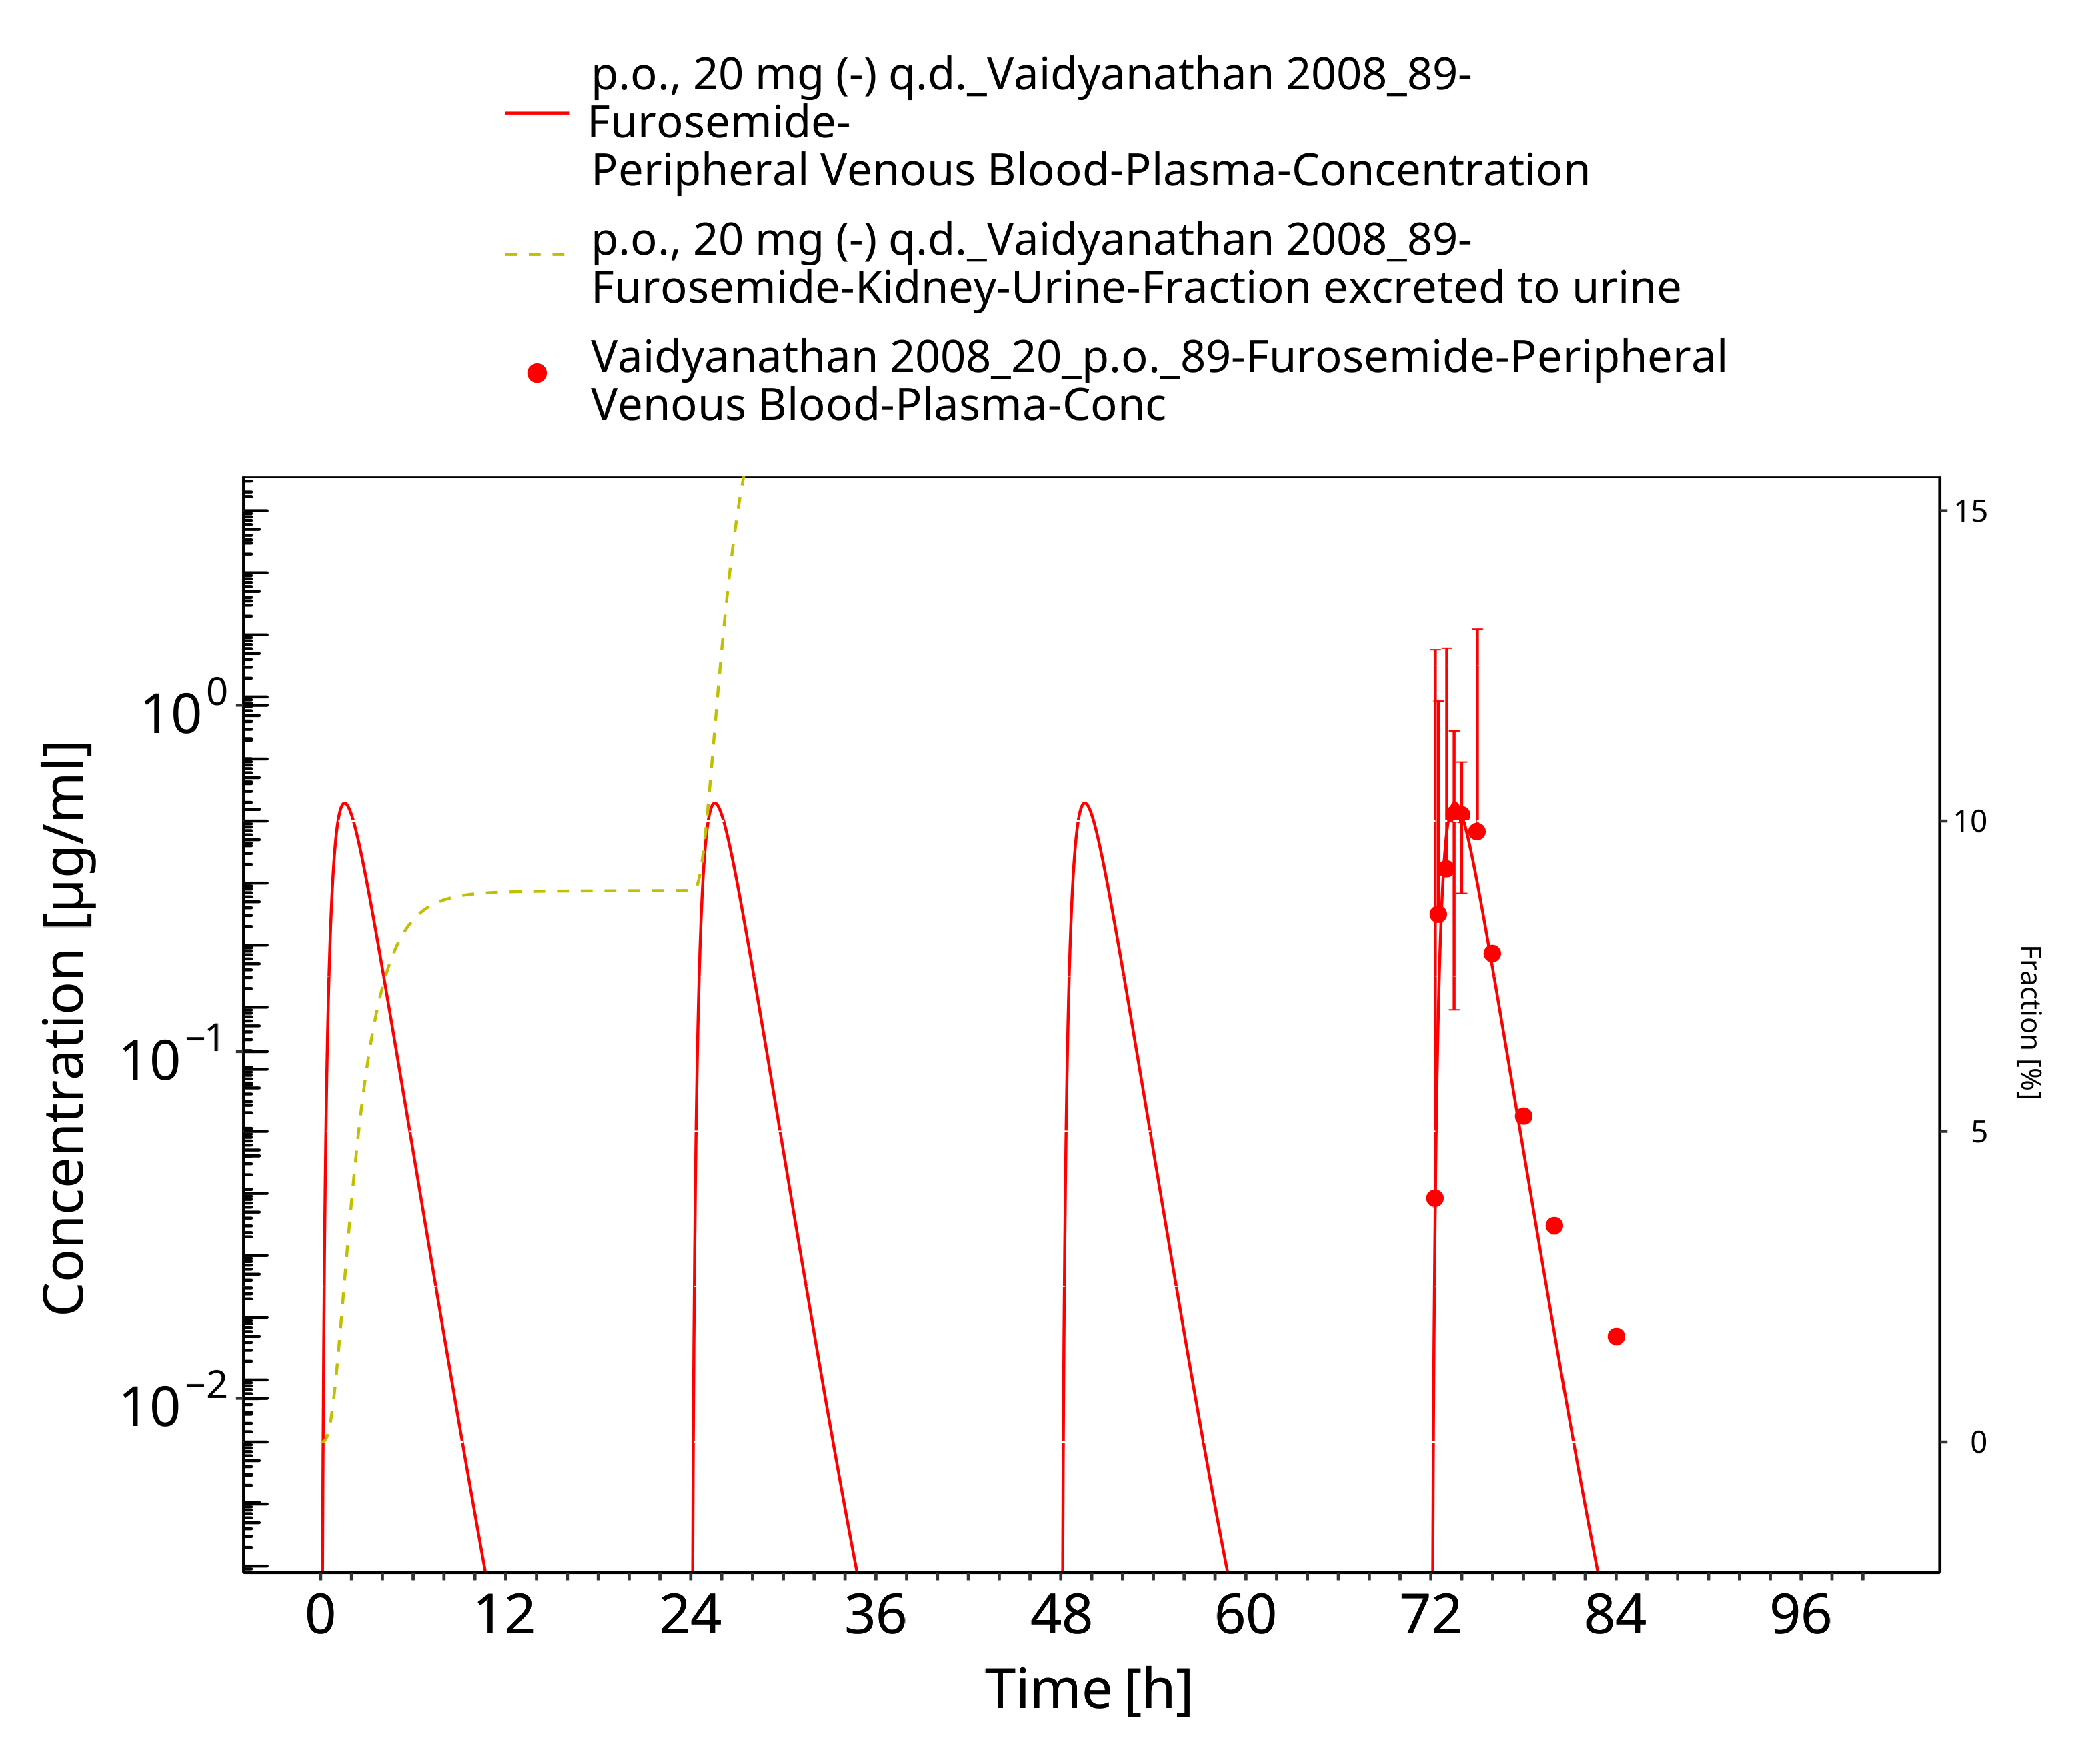 p.o., 20 mg (-) q.d._Vaidyanathan 2008_89-
Furosemide-
Peripheral Venous Blood-Plasma-Concentration
p.o., 20 mg (-) q.d._Vaidyanathan 2008_89-
Furosemide-Kidney-Urine-Fraction excreted to urine
Vaidyanathan 2008_20_p.o._89-Furosemide-Peripheral
Venous Blood-Plasma-Conc
Concentration [µg/ml]
10⁰
10⁻¹
10⁻²
15
10
5
0
Fraction [%]
0 12 24 36 48 60 72 84 96
Time [h]